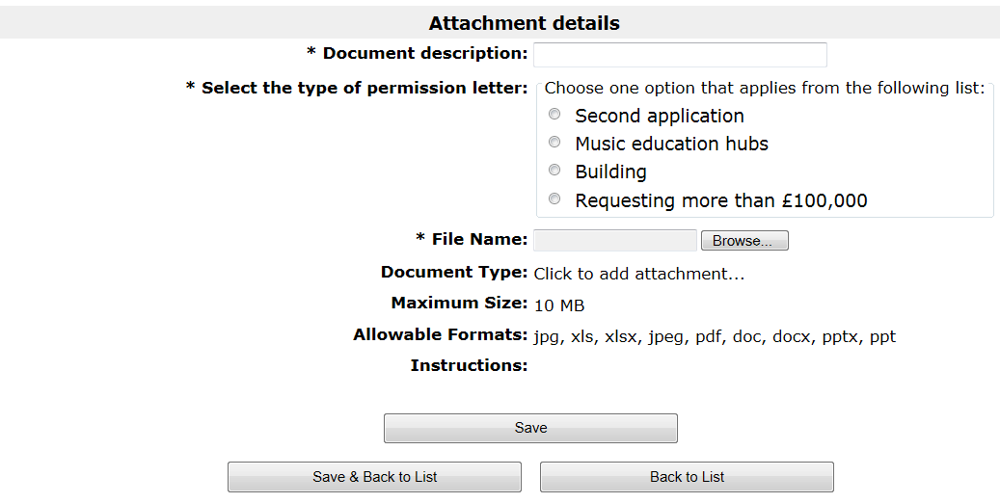 Attachment details
* Document description:
* Select the type of permission letter: Choose one option that applies from the following list:
Second application
Music education hubs
Building
Requesting more than £100,000
* File Name: Browse...
Document Type: Click to add attachment...
Maximum Size: 10 MB
Allowable Formats: jpg, xls, xlsx, jpeg, pdf, doc, docx, pptx, ppt
Instructions:
Save
Save & Back to List Back to List